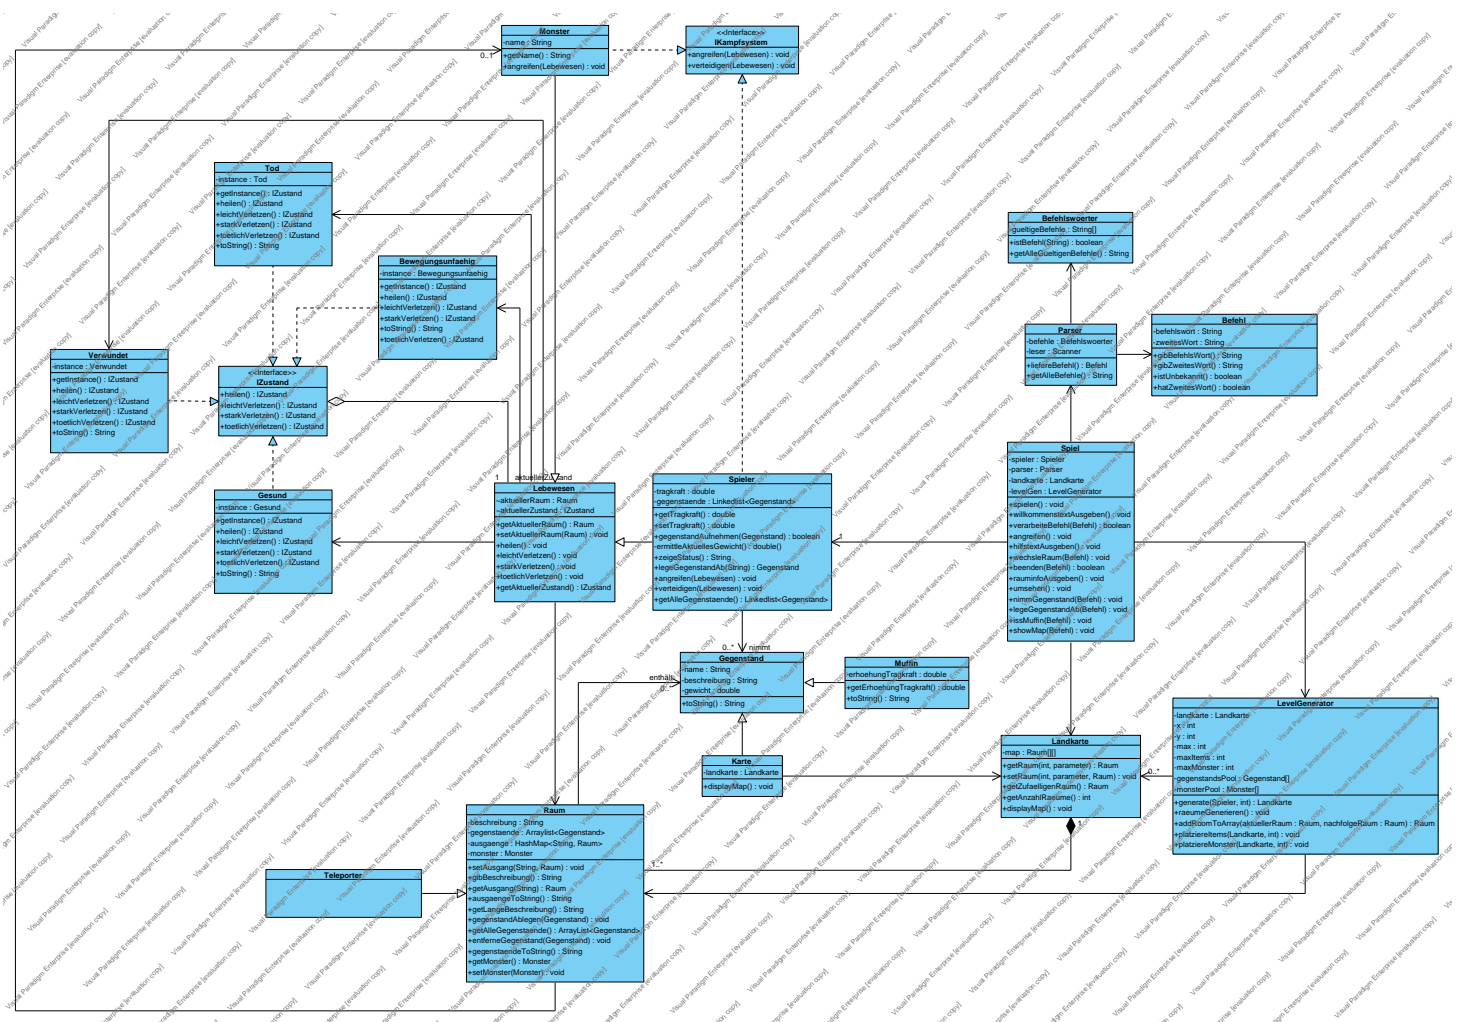 Monster
-name : String
+getName() : String
+angreifen(Lebewesen) : void
0..1
<<Interface>>
IKampfsystem
+angreifen(Lebewesen) : void
+verteidigen(Lebewesen) : void
Tod
-instance : Tod
+getInstance() : IZustand
+heilen() : IZustand
+leichtVerletzen() : IZustand
+starkVerletzen() : IZustand
+toetlichVerletzen() : IZustand
+toString() : String
Bewegungsunfaehig
-instance : Bewegungsunfaehig
+getInstance() : IZustand
+heilen() : IZustand
+leichtVerletzen() : IZustand
+starkVerletzen() : IZustand
+toString() : String
+toetlichVerletzen() : IZustand
Befehlswoerter
-gueltigeBefehle : String[]
+istBefehl(String) : boolean
+getAlleGueltigenBefehle() : String
Parser
-befehle : Befehlswoerter
-leser : Scanner
+liefereBefehl() : Befehl
+getAlleBefehle() : String
Befehl
-befehlswort : String
-zweitesWort : String
+gibBefehlsWort() : String
+gibZweitesWort() : String
+istUnbekannt() : boolean
+hatZweitesWort() : boolean
Verwundet
-instance : Verwundet
+getInstance() : IZustand
+heilen() : IZustand
+leichtVerletzen() : IZustand
+starkVerletzen() : IZustand
+toetlichVerletzen() : IZustand
+toString() : String
<<Interface>>
IZustand
+heilen() : IZustand
+leichtVerletzen() : IZustand
+starkVerletzen() : IZustand
+toetlichVerletzen() : IZustand
Gesund
-instance : Gesund
+getInstance() : IZustand
+heilen() : IZustand
+leichtVerletzen() : IZustand
+starkVerletzen() : IZustand
+toetlichVerletzen() : IZustand
+toString() : String
1
aktuellerZustand
Lebewesen
~aktuellerRaum : Raum
~aktuellerZustand : IZustand
+getAktuellerRaum() : Raum
+setAktuellerRaum(Raum) : void
+heilen() : void
+leichtVerletzen() : void
+starkVerletzen() : void
+toetlichVerletzen() : void
+getAktuellerZustand() : IZustand
Spieler
-tragkraft : double
-gegenstaende : Linkedlist<Gegenstand>
+getTragkraft() : double
+setTragkraft() : double
+gegenstandAufnehmen(Gegenstand) : boolean
-ermittleAktuellesGewicht() : double()
+zeigeStatus() : String
+legeGegenstandAb(String) : Gegenstand
+angreifen(Lebewesen) : void
+verteidigen(Lebewesen) : void
+getAlleGegenstaende() : Linkedlist<Gegenstand>
1
Spiel
-spieler : Spieler
-parser : Parser
-landkarte : Landkarte
-levelGen : LevelGenerator
+spielen() : void
+willkommenstextAusgeben() : void
+verarbeiteBefehl(Befehl) : boolean
+angreifen() : void
+hilfstextAusgeben() : void
+wechsleRaum(Befehl) : void
+beenden(Befehl) : boolean
+rauminfoAusgeben() : void
+umsehen() : void
+nimmGegenstand(Befehl) : void
+legeGegenstandAb(Befehl) : void
+issMuffin(Befehl) : void
+showMap(Befehl) : void
0..*
nimmt
Gegenstand
-name : String
-beschreibung : String
-gewicht : double
+toString() : String
enthält
0..*
Muffin
-erhoehungTragkraft : double
+getErhoehungTragkraft() : double
+toString() : String
Karte
-landkarte : Landkarte
+displayMap() : void
Landkarte
-map : Raum[][]
+getRaum(int, parameter) : Raum
+setRaum(int, parameter, Raum) : void
+getZufaelligenRaum() : Raum
+getAnzahlRaeume() : int
+displayMap() : void
0..*
1
LevelGenerator
-landkarte : Landkarte
-x : int
-y : int
-max : int
-maxItems : int
-maxMonster : int
-gegenstandsPool : Gegenstand[]
-monsterPool : Monster[]
+generate(Spieler, int) : Landkarte
+raeumeGenerieren() : void
+addRoomToArray(aktuellerRaum : Raum, nachfolgeRaum : Raum) : Raum
+platziereItems(Landkarte, int) : void
+platziereMonster(Landkarte, int) : void
Raum
-beschreibung : String
-gegenstaende : Arraylist<Gegenstand>
-ausgaenge : HashMap<String, Raum>
-monster : Monster
+setAusgang(String, Raum) : void
+gibBeschreibung() : String
+getAusgang(String) : Raum
+ausgaengeToString() : String
+getLangeBeschreibung() : String
+gegenstandAblegen(Gegenstand) : void
+getAlleGegenstaende() : ArrayList<Gegenstand>
+entferneGegenstand(Gegenstand) : void
+gegenstaendeToString() : String
+getMonster() : Monster
+setMonster(Monster) : void
1..*
Teleporter
Visual Paradigm Enterprise [evaluation copy]